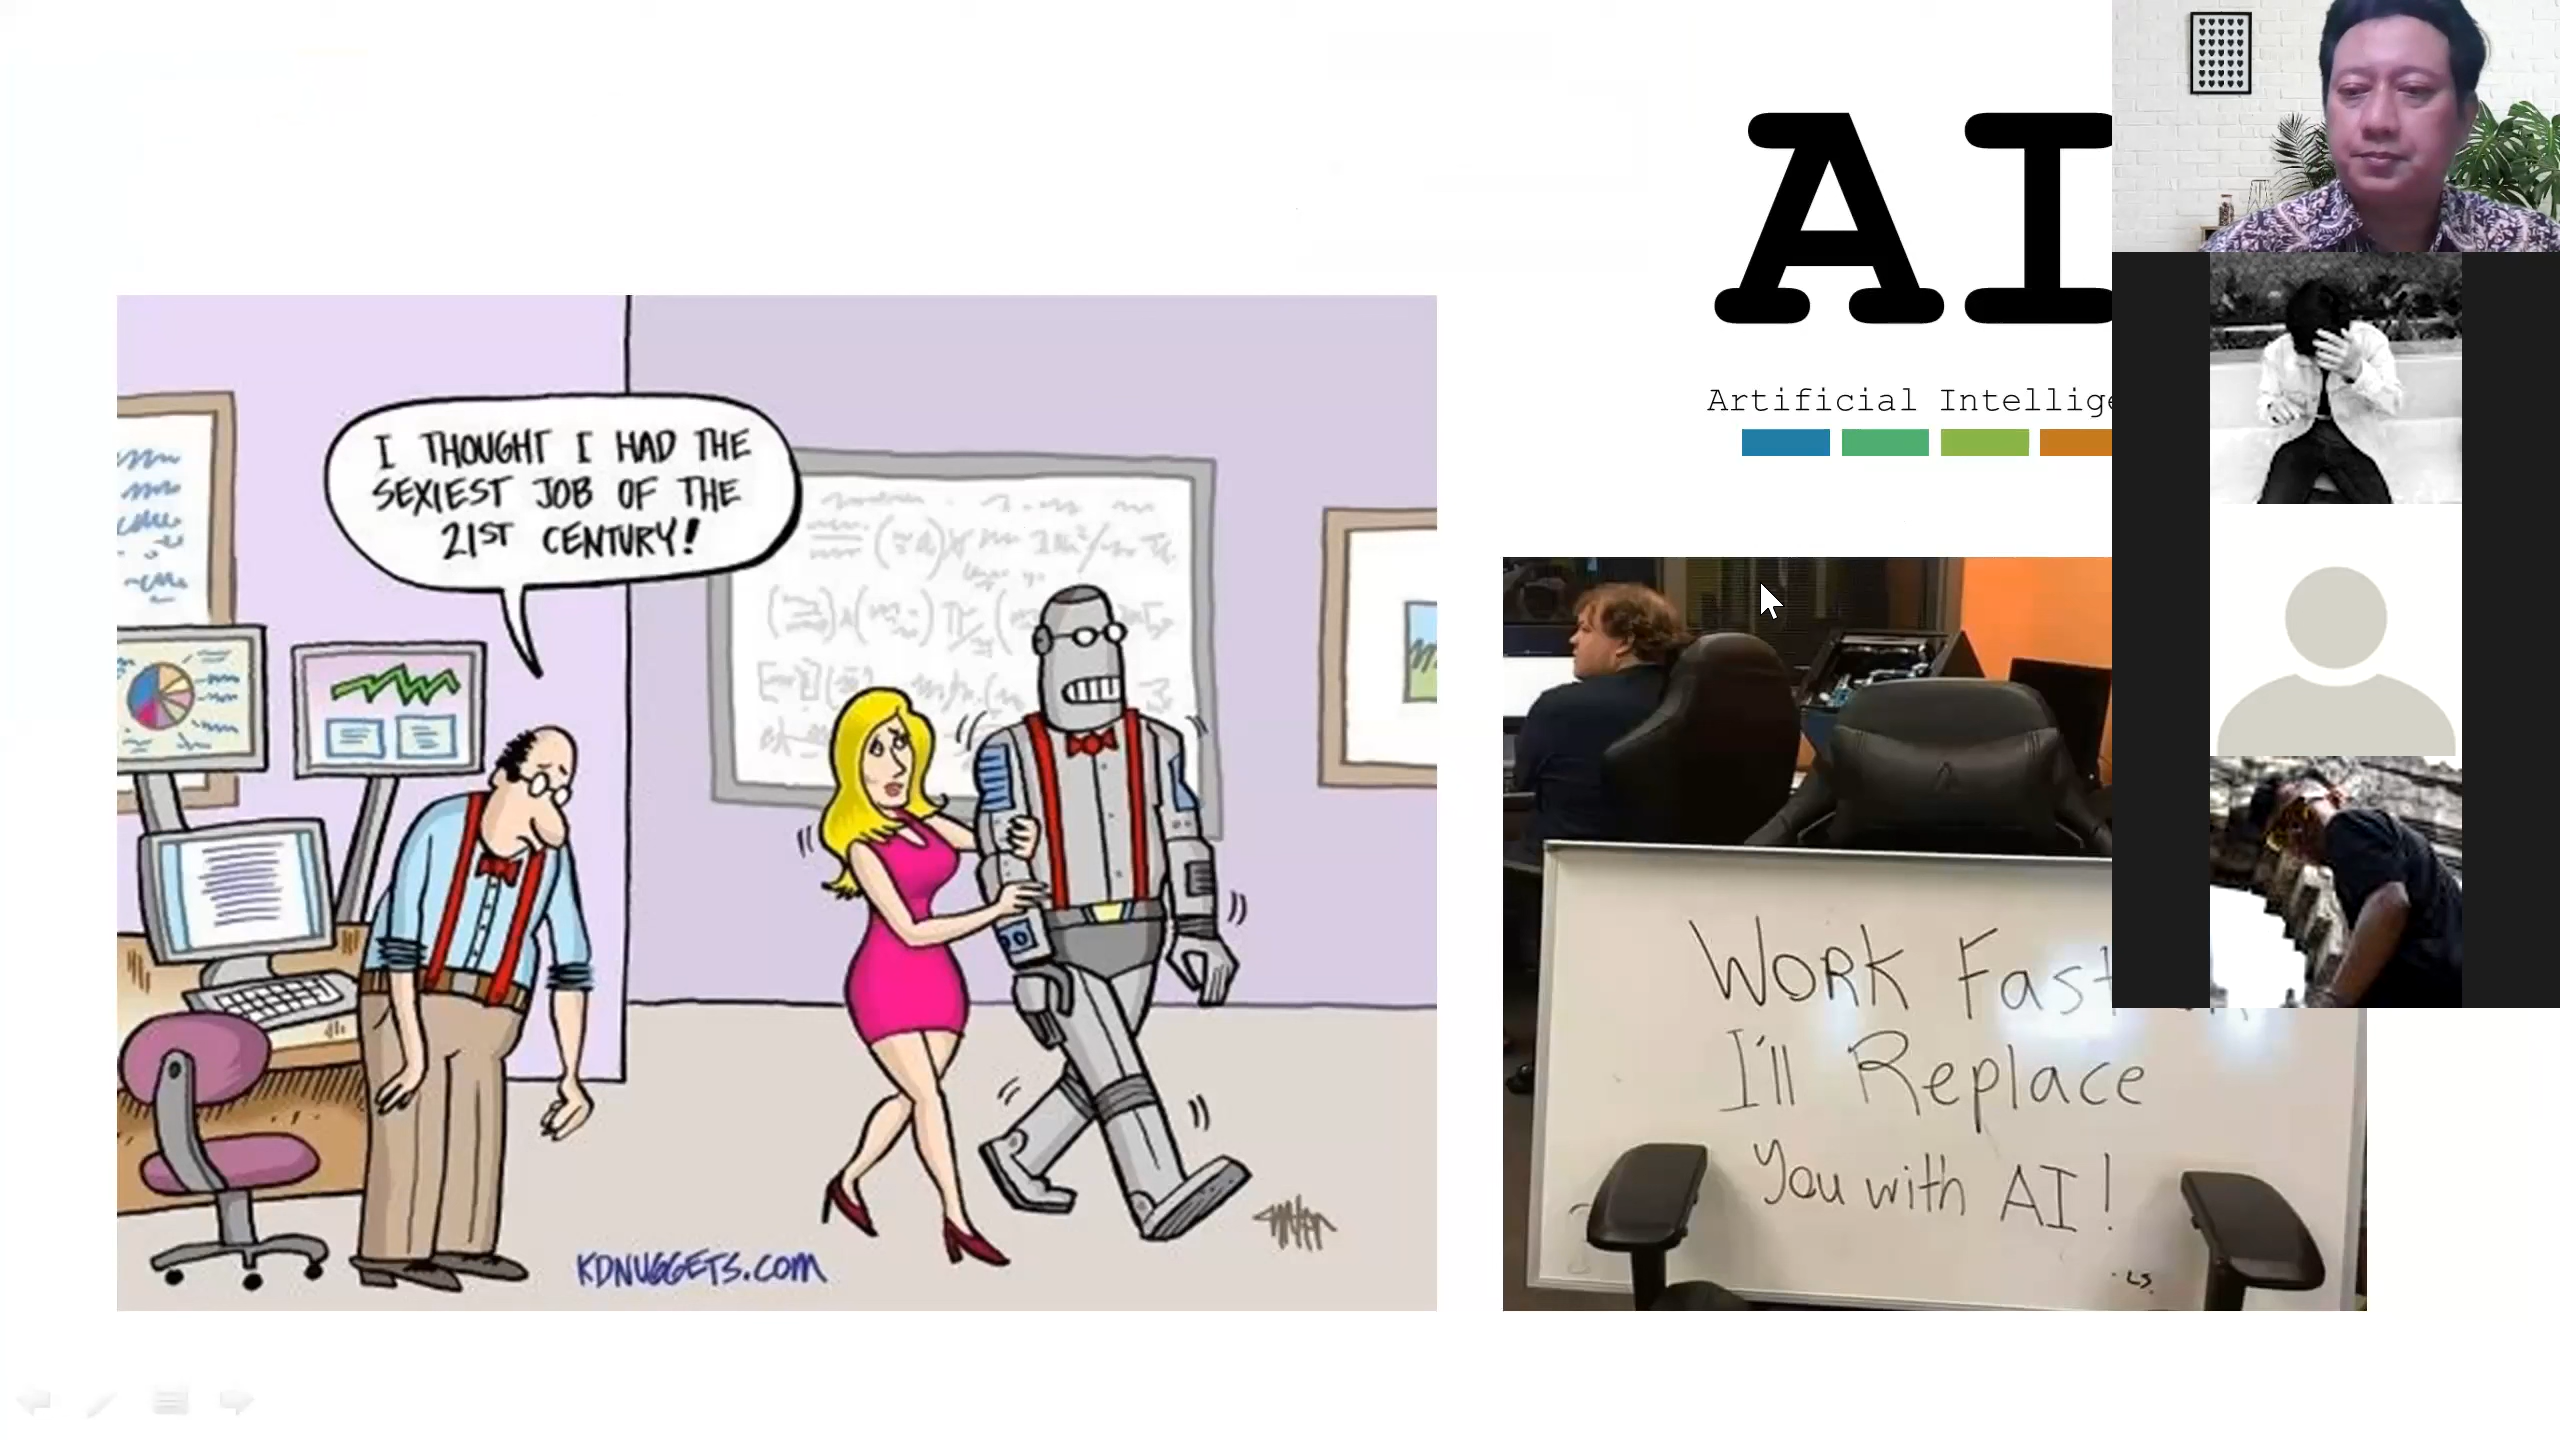 AI
Artificial Intellige
I THOUGHT I HAD THE
SEXIEST JOB OF THE
21ST CENTURY!
KDNUGGETS.COM
WORK Fast
I'll Replace
You with AI!
- LS.